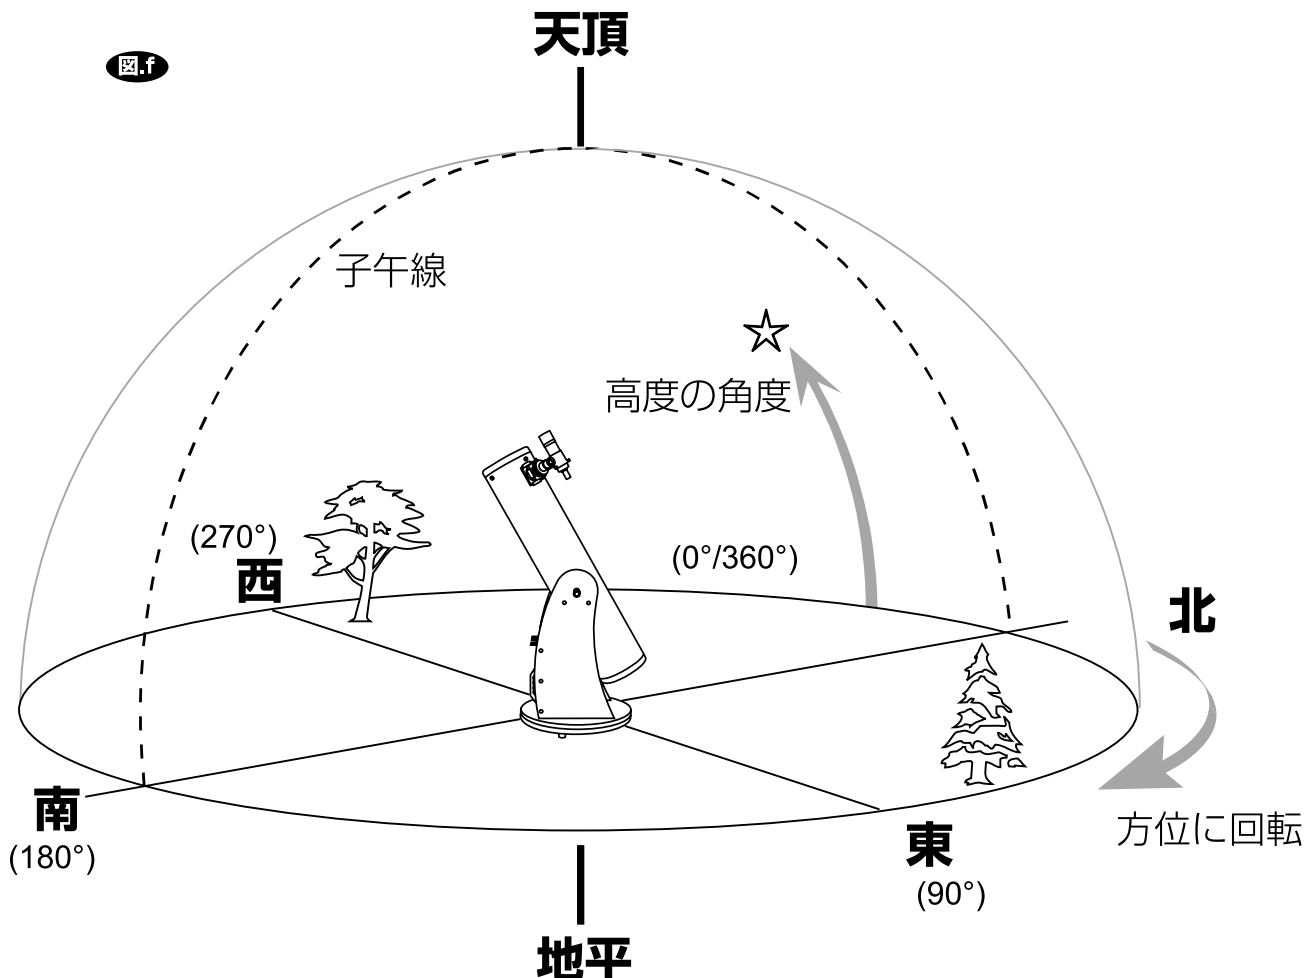 天頂
図.f
子午線
高度の角度
(270°)
西
(0°/360°)
北
南
(180°)
方位に回転
東
(90°)
地平